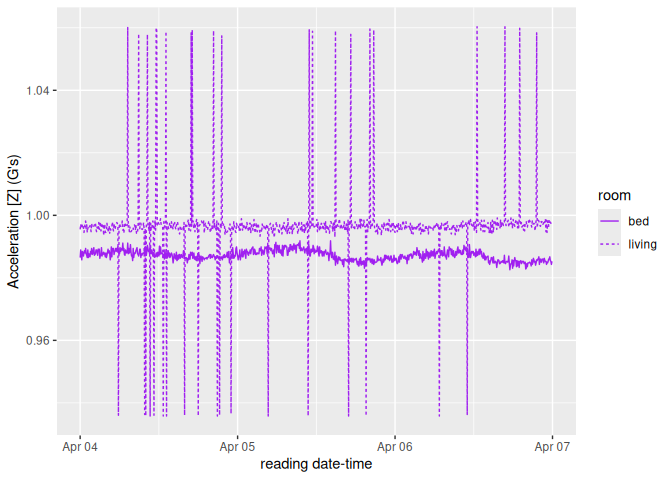 1.04
1.00
0.96
Acceleration [Z] (G's)
Apr 04
Apr 05
Apr 06
Apr 07
reading date-time
room
bed
living